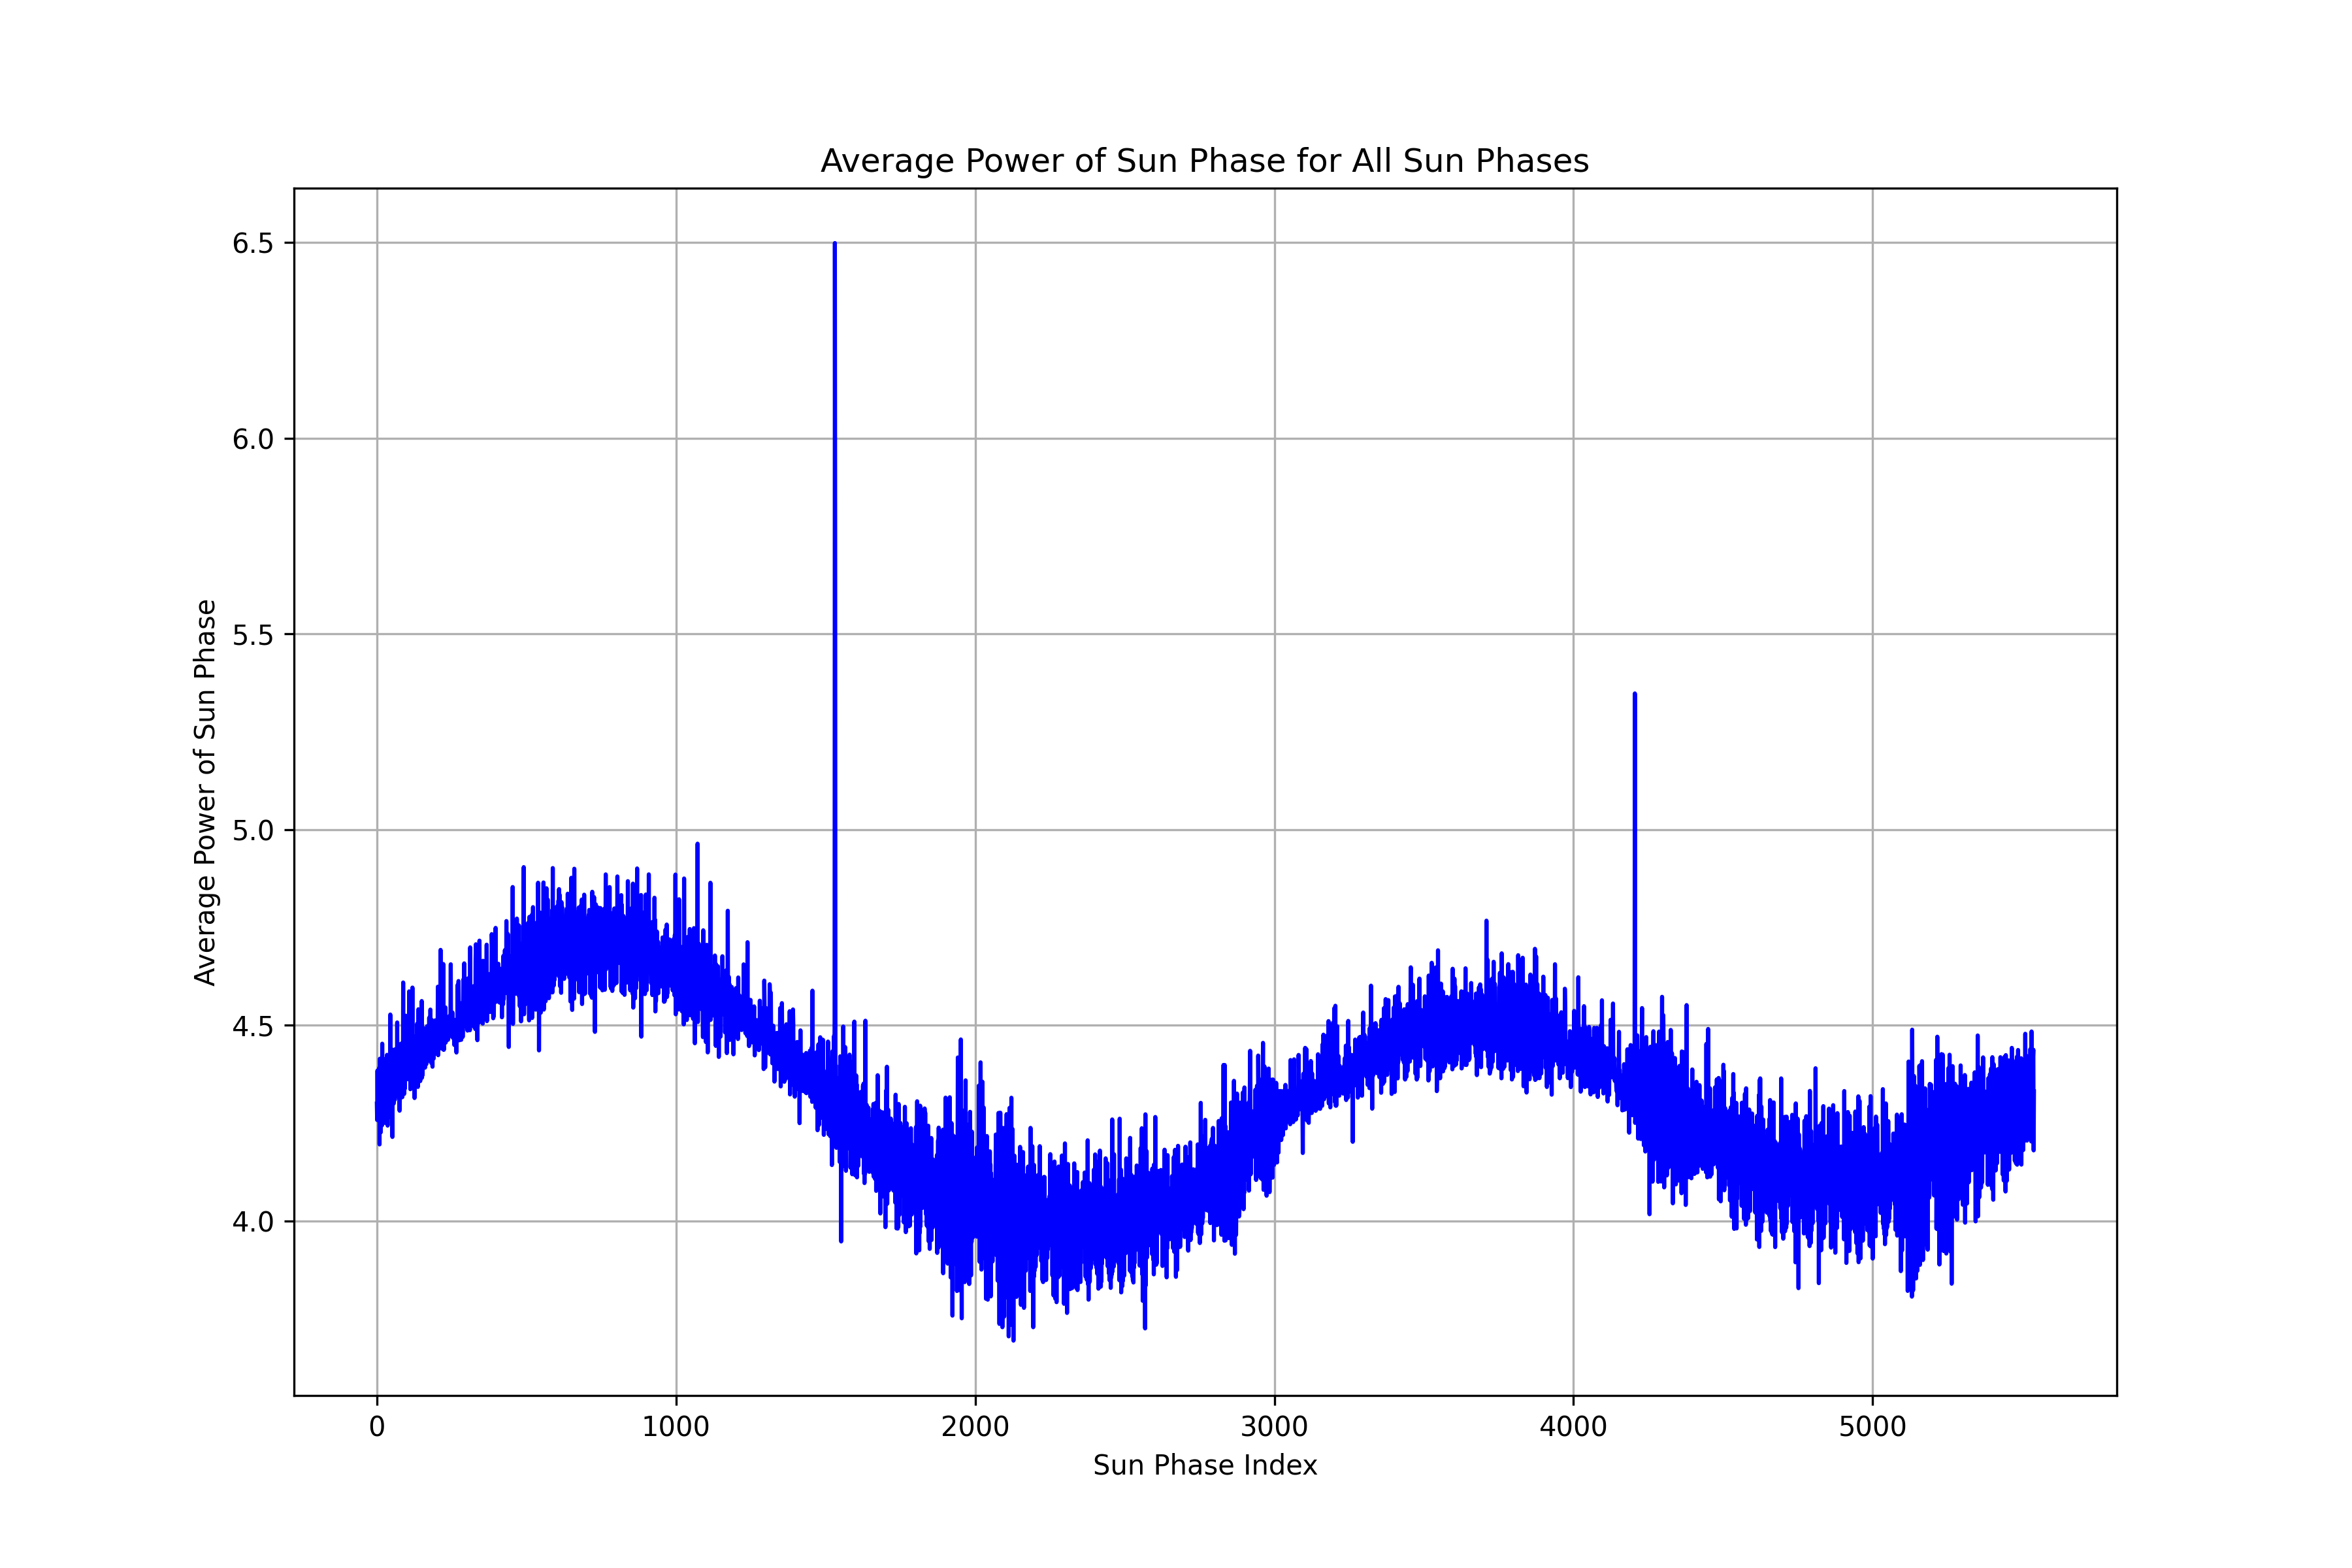 Average Power of Sun Phase for All Sun Phases
6.5
6.0
5.5
5.0
4.5
4.0
Average Power of Sun Phase
0 1000 2000 3000 4000 5000
Sun Phase Index